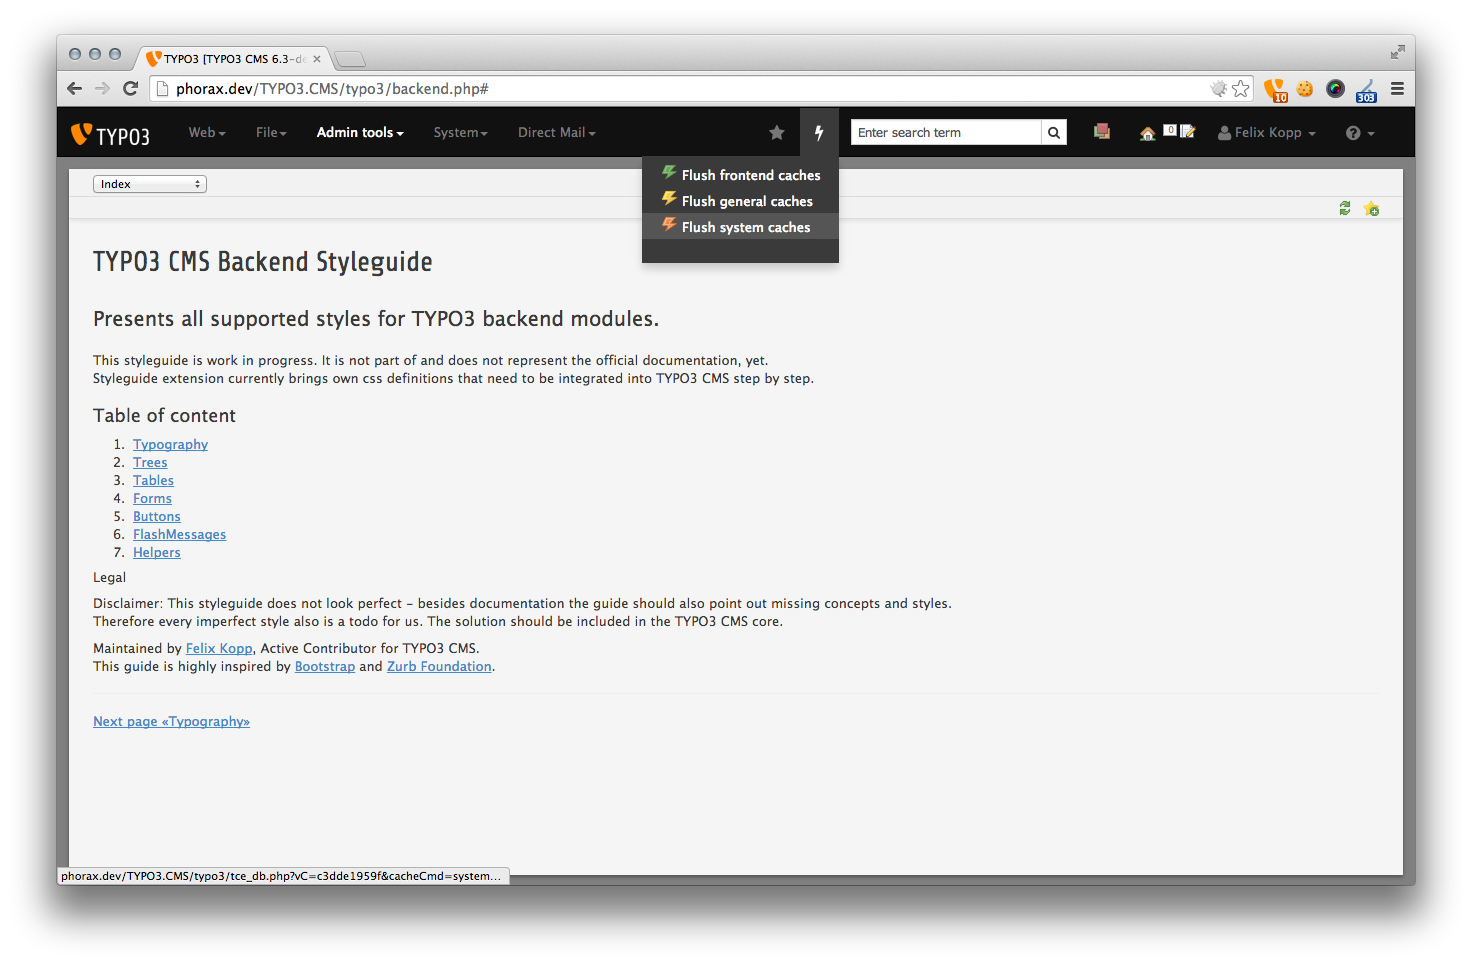 TYPO3 [TYPO3 CMS 6.3-de
phorax.dev/TYPO3.CMS/typo3/backend.php#
10
303
TYPO3
Web
File
Admin tools
System
Direct Mail
Enter search term
0
Felix Kopp
?
Flush frontend caches
Flush general caches
Flush system caches
Index
TYPO3 CMS Backend Styleguide
Presents all supported styles for TYPO3 backend modules.
This styleguide is work in progress. It is not part of and does not represent the official documentation, yet.
Styleguide extension currently brings own css definitions that need to be integrated into TYPO3 CMS step by step.
Table of content
1. Typography
2. Trees
3. Tables
4. Forms
5. Buttons
6. FlashMessages
7. Helpers
Legal
Disclaimer: This styleguide does not look perfect – besides documentation the guide should also point out missing concepts and styles.
Therefore every imperfect style also is a todo for us. The solution should be included in the TYPO3 CMS core.
Maintained by Felix Kopp, Active Contributor for TYPO3 CMS.
This guide is highly inspired by Bootstrap and Zurb Foundation.
Next page «Typography»
phorax.dev/TYPO3.CMS/typo3/tce_db.php?vC=c3dde1959f&cacheCmd=system...